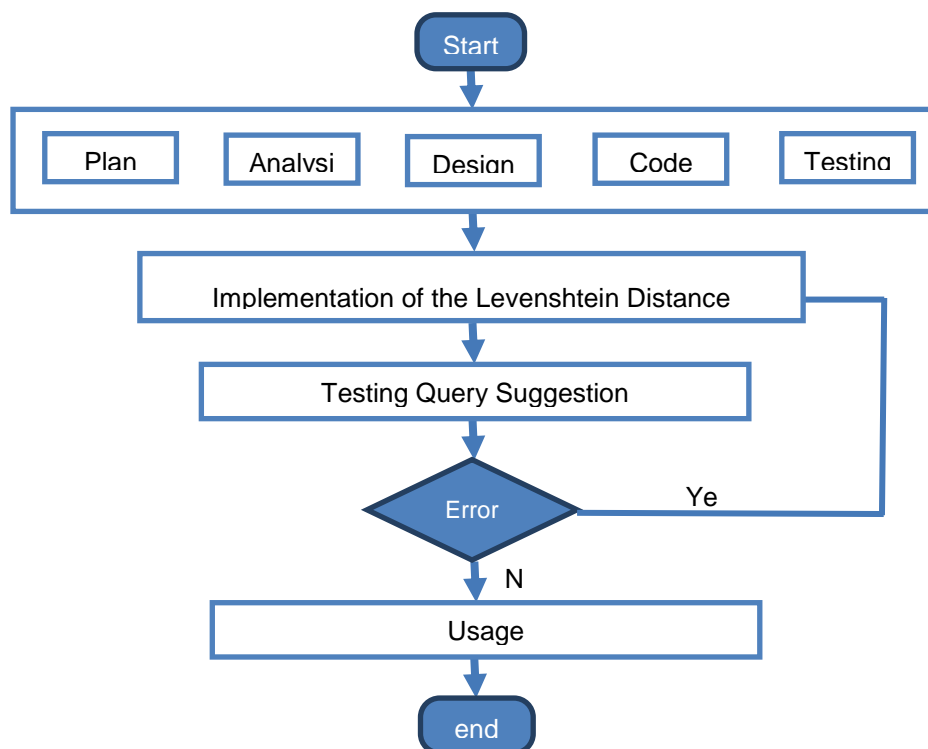 Start
Plan
Analysi
Design
Code
Testing
Implementation of the Levenshtein Distance
Testing Query Suggestion
Error
Ye
N
Usage
end